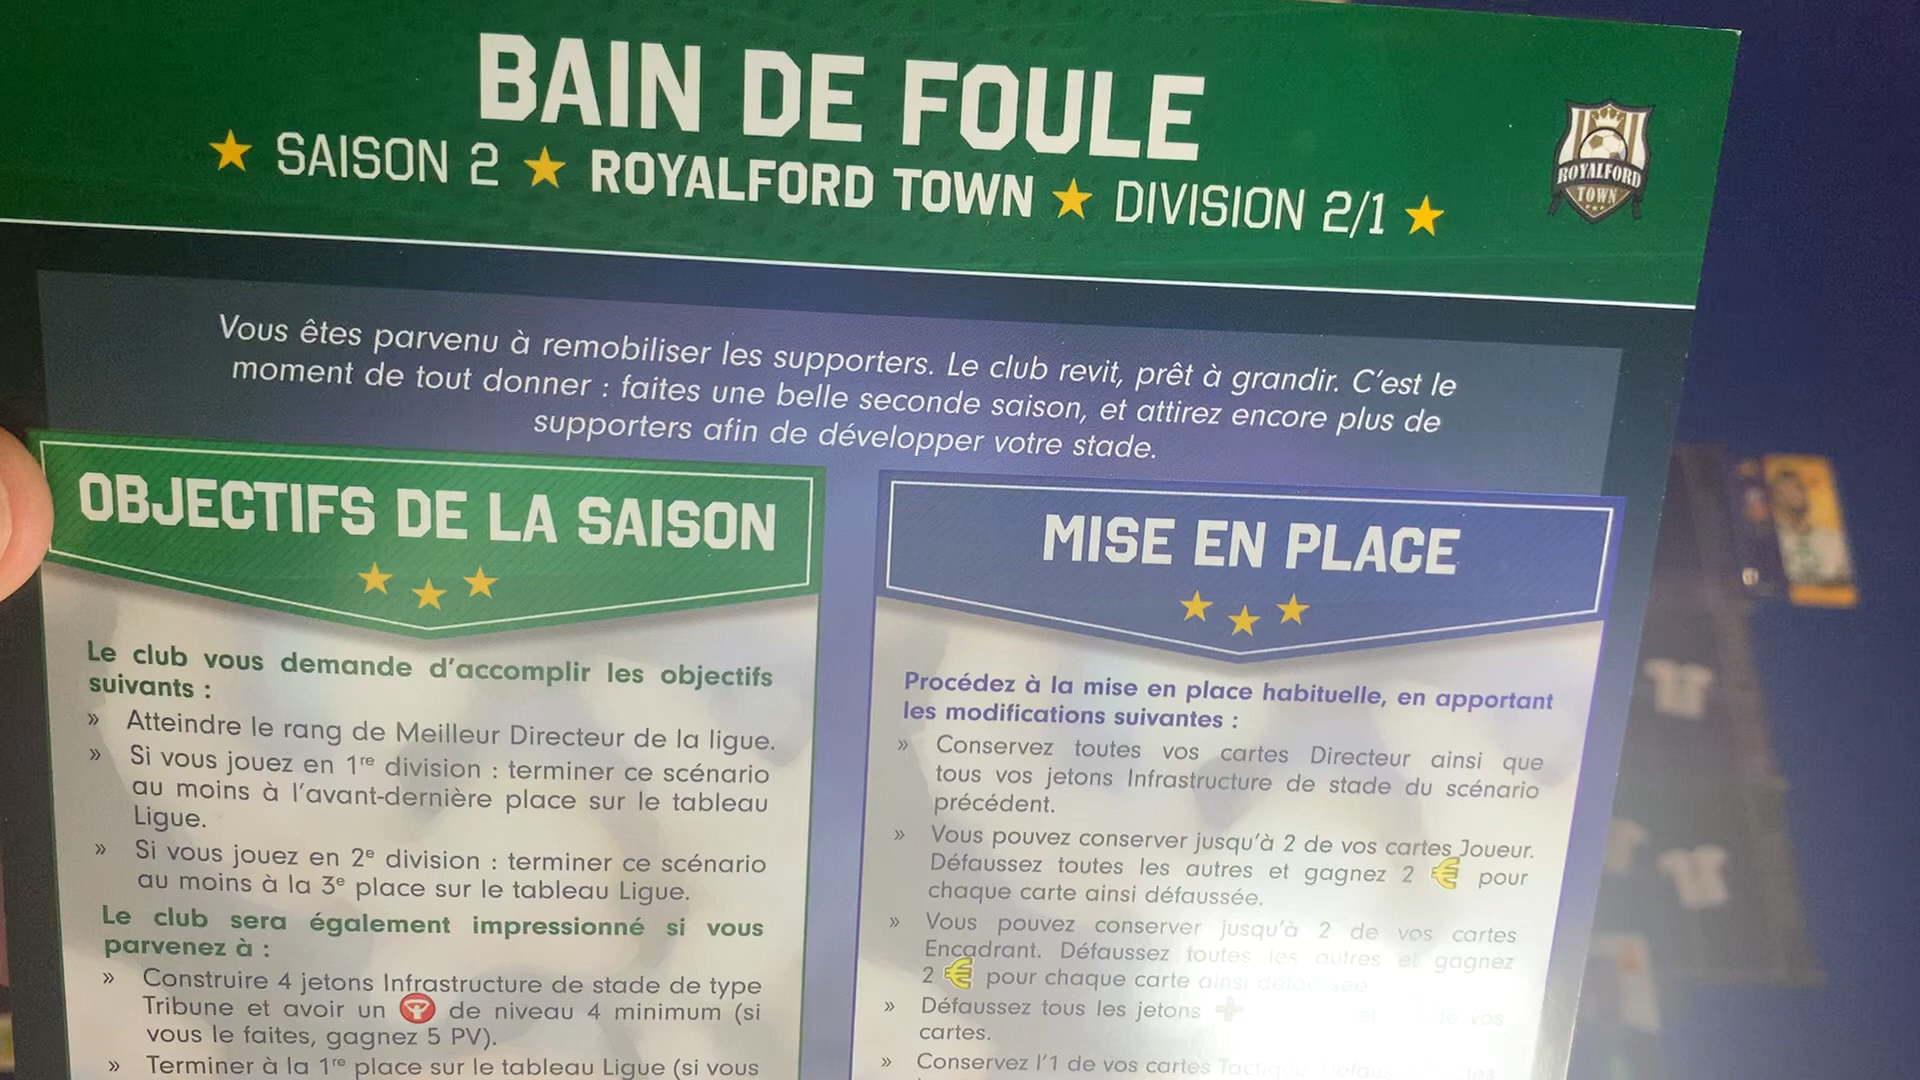 BAIN DE FOULE
SAISON 2 ROYALFORD TOWN DIVISION 2/1
ROYALFORD
TOWN
Vous êtes parvenu à remobiliser les supporters. Le club revit, prêt à grandir. C'est le
moment de tout donner : faites une belle seconde saison, et attirez encore plus de
supporters afin de développer votre stade.
OBJECTIFS DE LA SAISON
Le club vous demande d'accomplir les objectifs
suivants :
» Atteindre le rang de Meilleur Directeur de la ligue.
» Si vous jouez en 1re division : terminer ce scénario
au moins à l'avant-dernière place sur le tableau
Ligue.
» Si vous jouez en 2e division : terminer ce scénario
au moins à la 3e place sur le tableau Ligue.
Le club sera également impressionné si vous
parvenez à :
» Construire 4 jetons Infrastructure de stade de type
Tribune et avoir un de niveau 4 minimum (si
vous le faites, gagnez 5 PV).
» Terminer à la 1re place sur le tableau Ligue (si vous
MISE EN PLACE
Procédez à la mise en place habituelle, en apportant
les modifications suivantes :
» Conservez toutes vos cartes Directeur ainsi que
tous vos jetons Infrastructure de stade du scénario
précédent.
» Vous pouvez conserver jusqu'à 2 de vos cartes Joueur.
Défaussez toutes les autres et gagnez 2 € pour
chaque carte ainsi défaussée.
» Vous pouvez conserver jusqu'à 2 de vos cartes
Encadrant. Défaussez toutes les autres et gagnez
2 € pour chaque carte ainsi défaussée
» Défaussez tous les jetons et de vos
cartes.
» Conservez l'1 de vos cartes